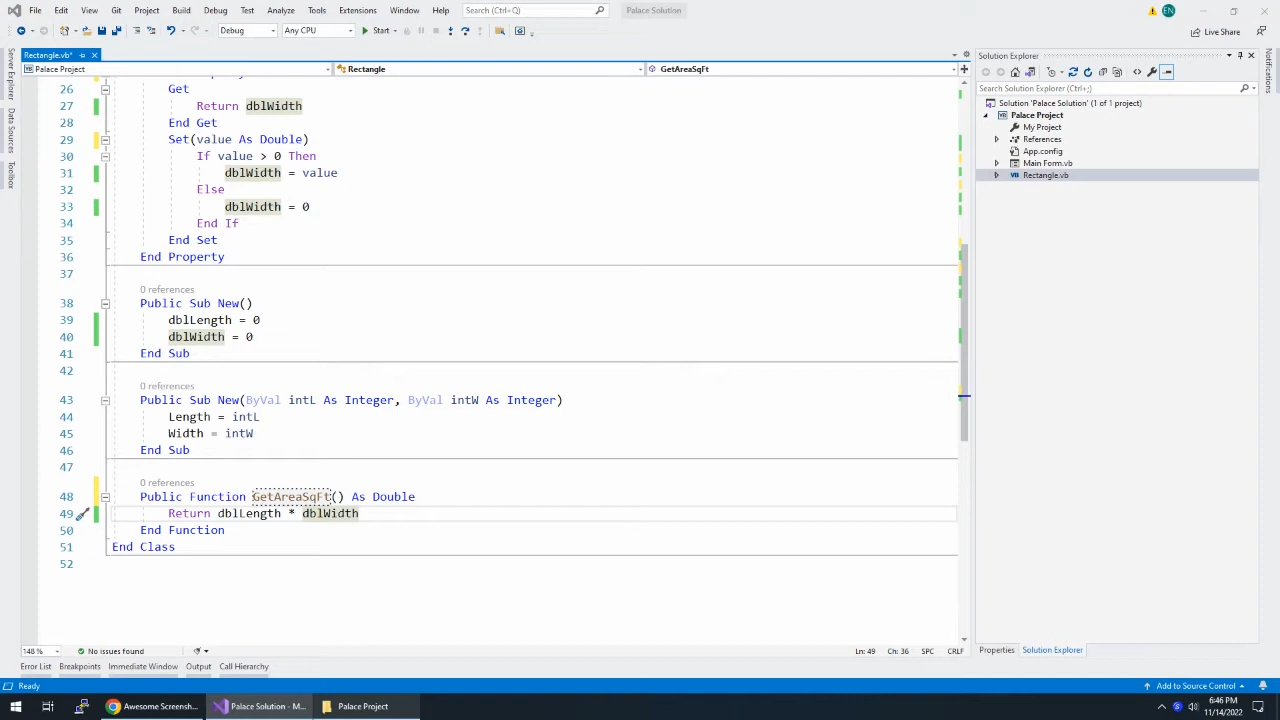 File Edit View Git Project Build Debug Test Analyze Tools Extensions Window Help Search (Ctrl+Q) Palace Solution EN
Debug Any CPU Start Live Share
Rectangle.vb*
Palace Project Rectangle GetAreaSqFt
Server Explorer
Data Sources
Toolbox
26 Get
27 Return dblWidth
28 End Get
29 Set(value As Double)
30 If value > 0 Then
31 dblWidth = value
32 Else
33 dblWidth = 0
34 End If
35 End Set
36 End Property
37
0 references
38 Public Sub New()
39 dblLength = 0
40 dblWidth = 0
41 End Sub
42
0 references
43 Public Sub New(ByVal intL As Integer, ByVal intW As Integer)
44 Length = intL
45 Width = intW
46 End Sub
47
0 references
48 Public Function GetAreaSqFt() As Double
49 Return dblLength * dblWidth
50 End Function
51 End Class
52
148 % No issues found Ln: 49 Ch: 36 SPC CRLF
Error List Breakpoints Immediate Window Output Call Hierarchy
Solution Explorer
Search Solution Explorer (Ctrl+;)
Solution 'Palace Solution' (1 of 1 project)
Palace Project
My Project
References
App.config
Main Form.vb
Rectangle.vb
Properties Solution Explorer
Notifications
Ready Add to Source Control
Awesome Screensh... Palace Solution - M... Palace Project 6:46 PM
11/14/2022